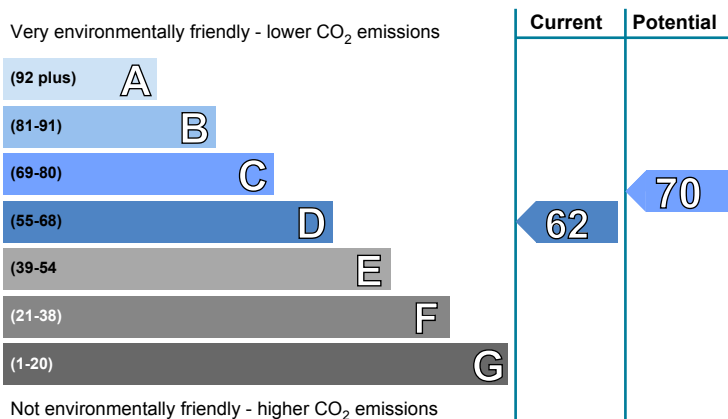 Very environmentally friendly - lower CO2 emissions
Current Potential
(92 plus) A
(81-91) B
(69-80) C
70
(55-68) D
62
(39-54 E
(21-38) F
(1-20) G
Not environmentally friendly - higher CO2 emissions